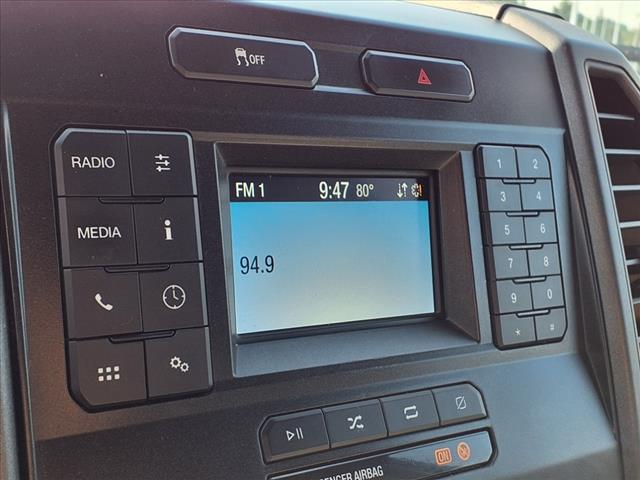 OFF
RADIO
MEDIA
FM 1 9:47 80°
94.9
1 2
3 4
5 6
7 8
9 0
* #
ON
AIRBAG